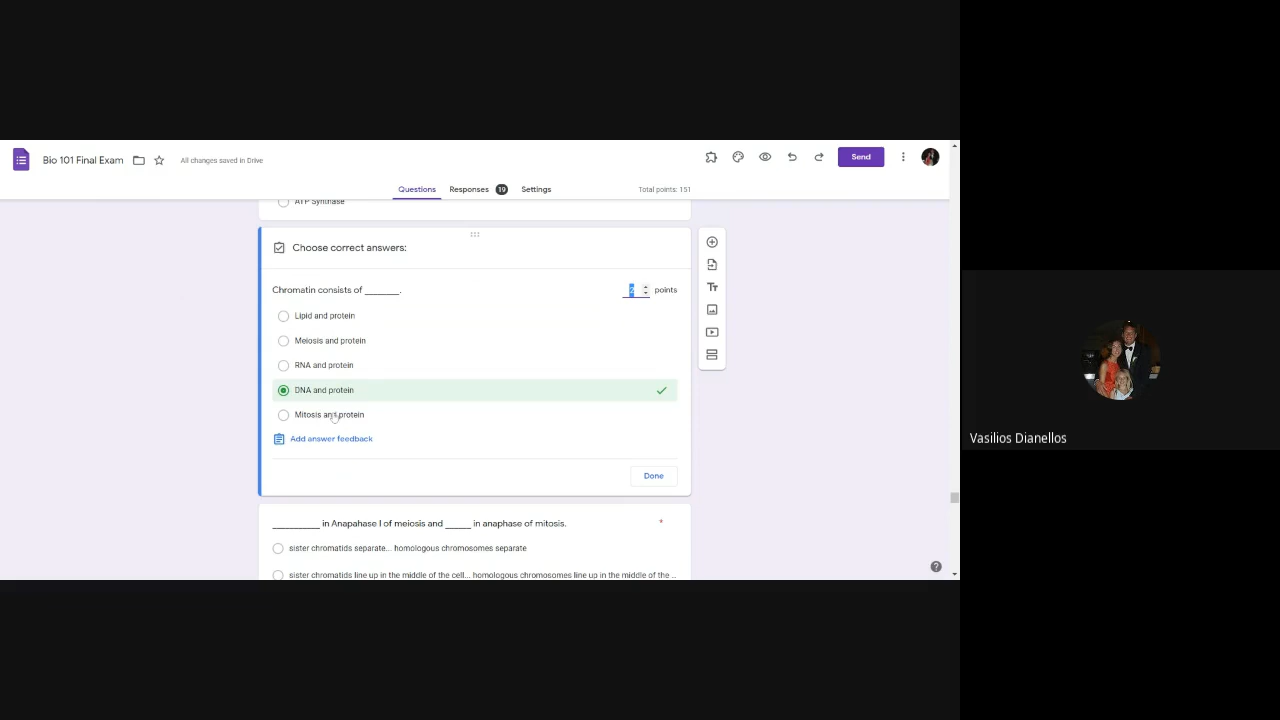 Bio 101 Final Exam
All changes saved in Drive
Send
Questions
Responses
19
Settings
Total points: 151
ATP Synthase
Choose correct answers:
Chromatin consists of _______.
2 points
Lipid and protein
Meiosis and protein
RNA and protein
DNA and protein
Mitosis and protein
Add answer feedback
Done
__________ in Anapahase I of meiosis and _____ in anaphase of mitosis. *
sister chromatids separate... homologous chromosomes separate
sister chromatids line up in the middle of the cell... homologous chromosomes line up in the middle of the ...
Vasilios Dianellos